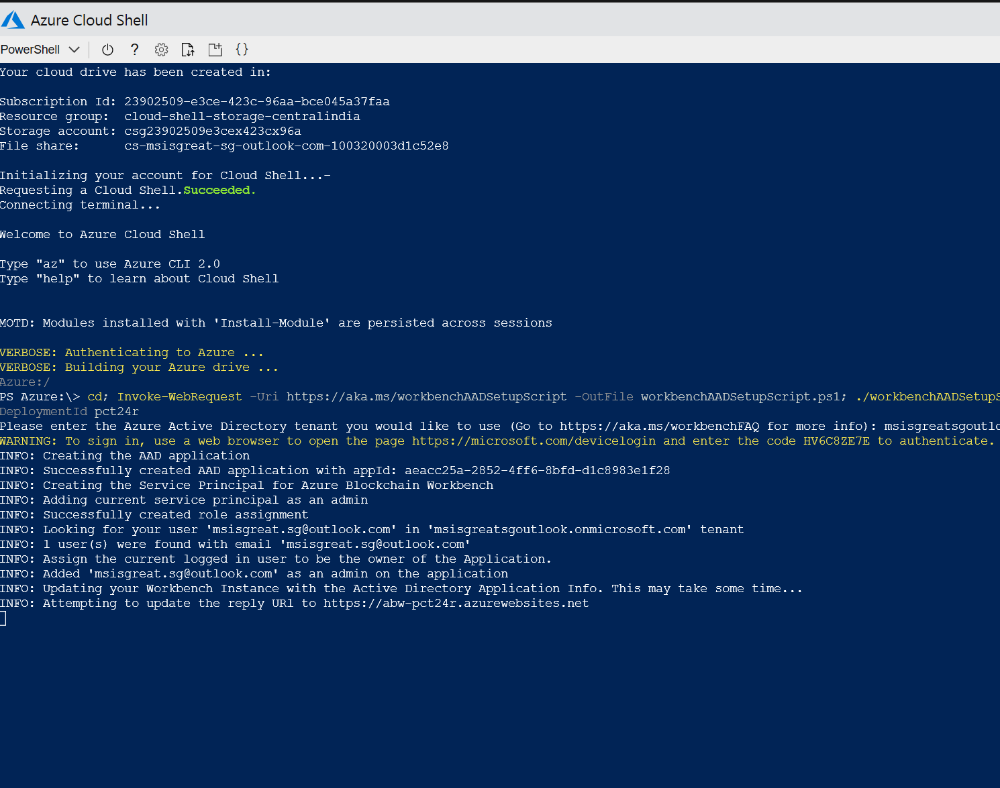 Azure Cloud Shell
PowerShell
?
{}
Your cloud drive has been created in:
Subscription Id: 23902509-e3ce-423c-96aa-bce045a37faa
Resource group:  cloud-shell-storage-centralindia
Storage account: csg23902509e3cex423cx96a
File share:      cs-msisgreat-sg-outlook-com-100320003d1c52e8
Initializing your account for Cloud Shell...-
Requesting a Cloud Shell.Succeeded.
Connecting terminal...
Welcome to Azure Cloud Shell
Type "az" to use Azure CLI 2.0
Type "help" to learn about Cloud Shell
MOTD: Modules installed with 'Install-Module' are persisted across sessions
VERBOSE: Authenticating to Azure ...
VERBOSE: Building your Azure drive ...
Azure:/
PS Azure:\> cd; Invoke-WebRequest -Uri https://aka.ms/workbenchAADSetupScript -OutFile workbenchAADSetupScript.ps1; ./workbenchAADSetupS
DeploymentId pct24r
Please enter the Azure Active Directory tenant you would like to use (Go to https://aka.ms/workbenchFAQ for more info): msisgreatsgoutlo
WARNING: To sign in, use a web browser to open the page https://microsoft.com/devicelogin and enter the code HV6C8ZE7E to authenticate.
INFO: Creating the AAD application
INFO: Successfully created AAD application with appId: aeacc25a-2852-4ff6-8bfd-d1c8983e1f28
INFO: Creating the Service Principal for Azure Blockchain Workbench
INFO: Adding current service principal as an admin
INFO: Successfully created role assignment
INFO: Looking for your user 'msisgreat.sg@outlook.com' in 'msisgreatsgoutlook.onmicrosoft.com' tenant
INFO: 1 user(s) were found with email 'msisgreat.sg@outlook.com'
INFO: Assign the current logged in user to be the owner of the Application.
INFO: Added 'msisgreat.sg@outlook.com' as an admin on the application
INFO: Updating your Workbench Instance with the Active Directory Application Info. This may take some time...
INFO: Attempting to update the reply URl to https://abw-pct24r.azurewebsites.net